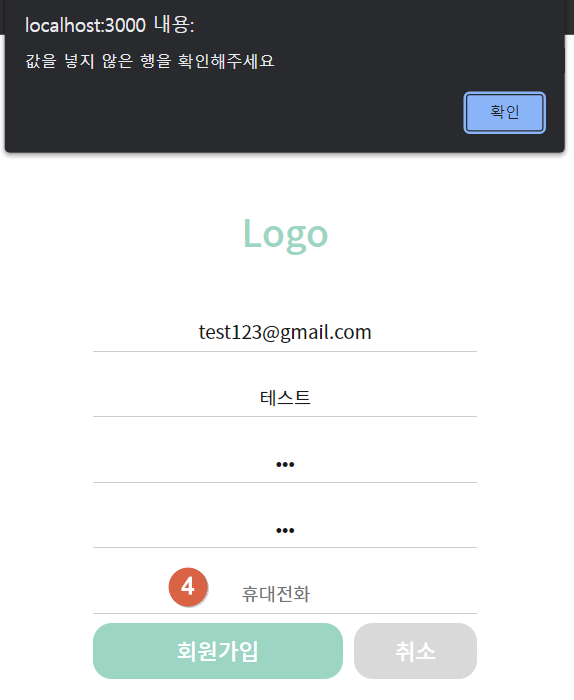 localhost:3000 내용:
값을 넣지 않은 행을 확인해주세요
확인
Logo
test123@gmail.com
테스트
•••
•••
4 휴대전화
회원가입 취소